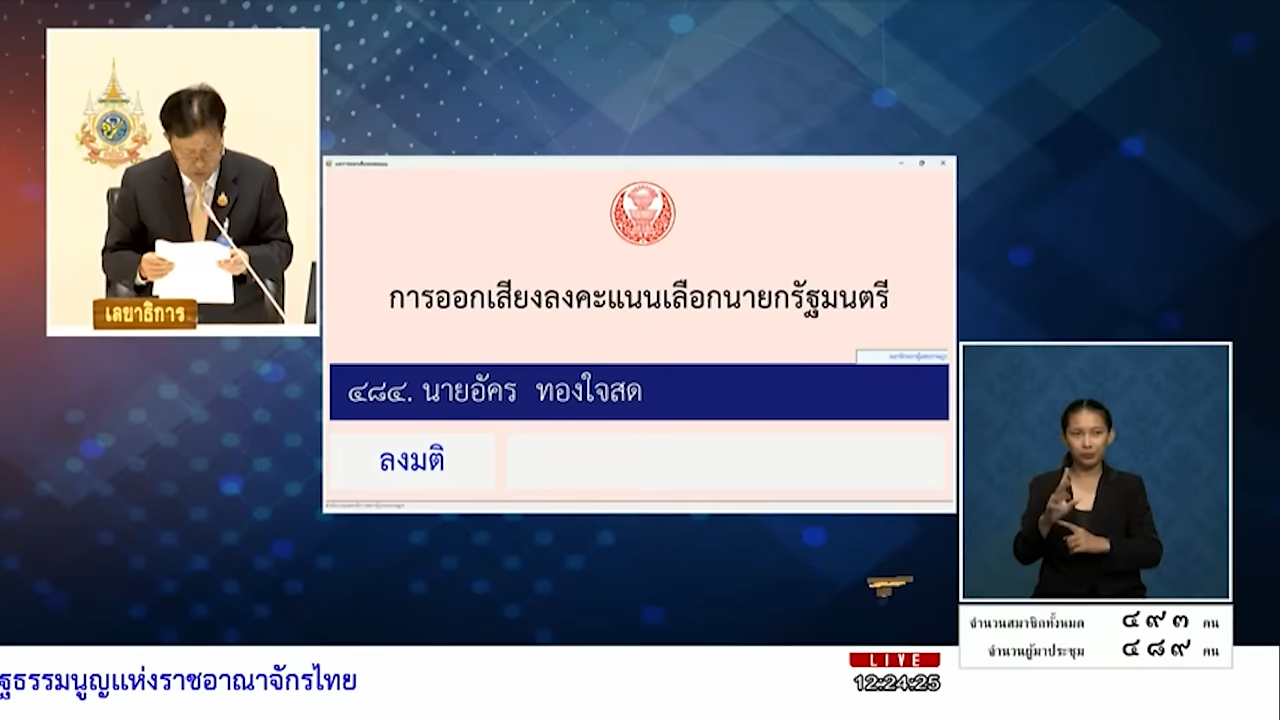 เลขาธิการ
การออกเสียงลงคะแนนเลือกนายกรัฐมนตรี
๔๘๔. นายอัคร ทองใจสด
ลงมติ
จำนวนสมาชิกทั้งหมด ๔๙๓ คน
จำนวนผู้มาประชุม ๔๘๙ คน
LIVE
12:24:25
ฐธรรมนูญแห่งราชอาณาจักรไทย